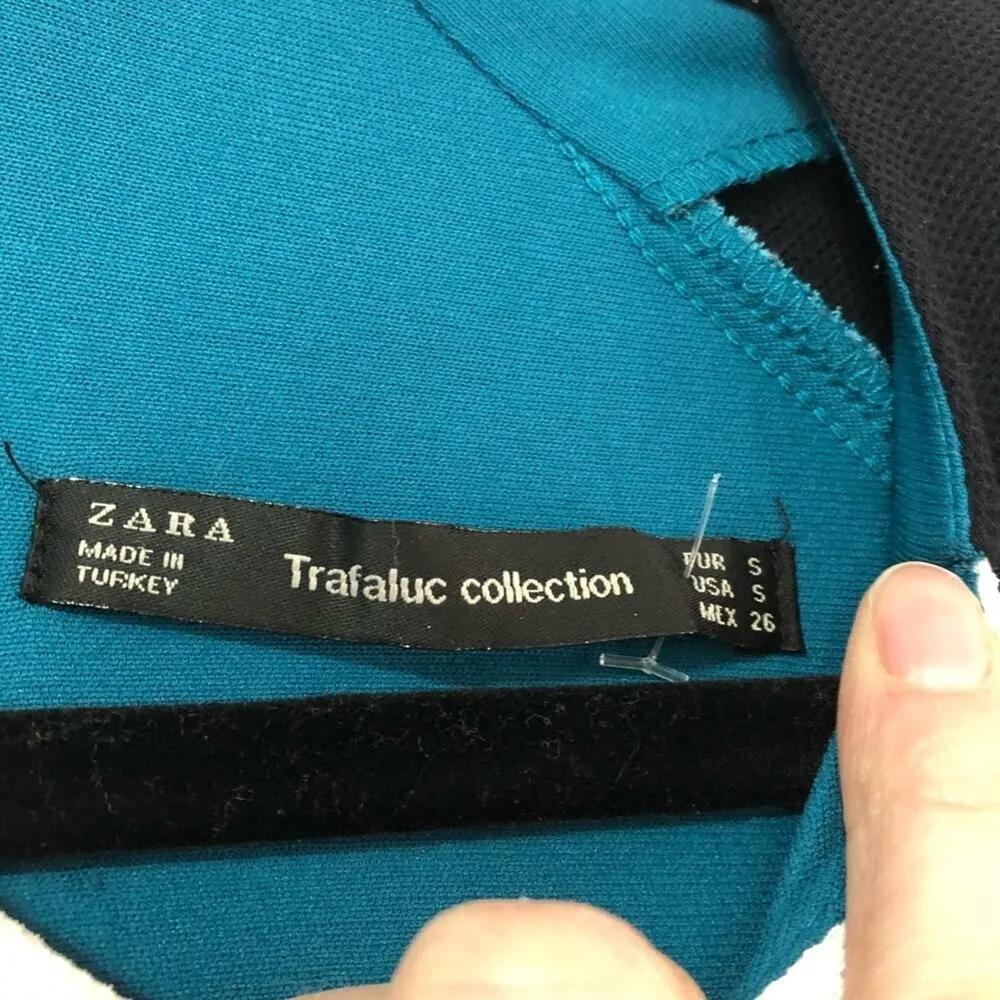 ZARA
MADE IN
TURKEY
Trafaluc collection
EUR S
USA S
MEX 26